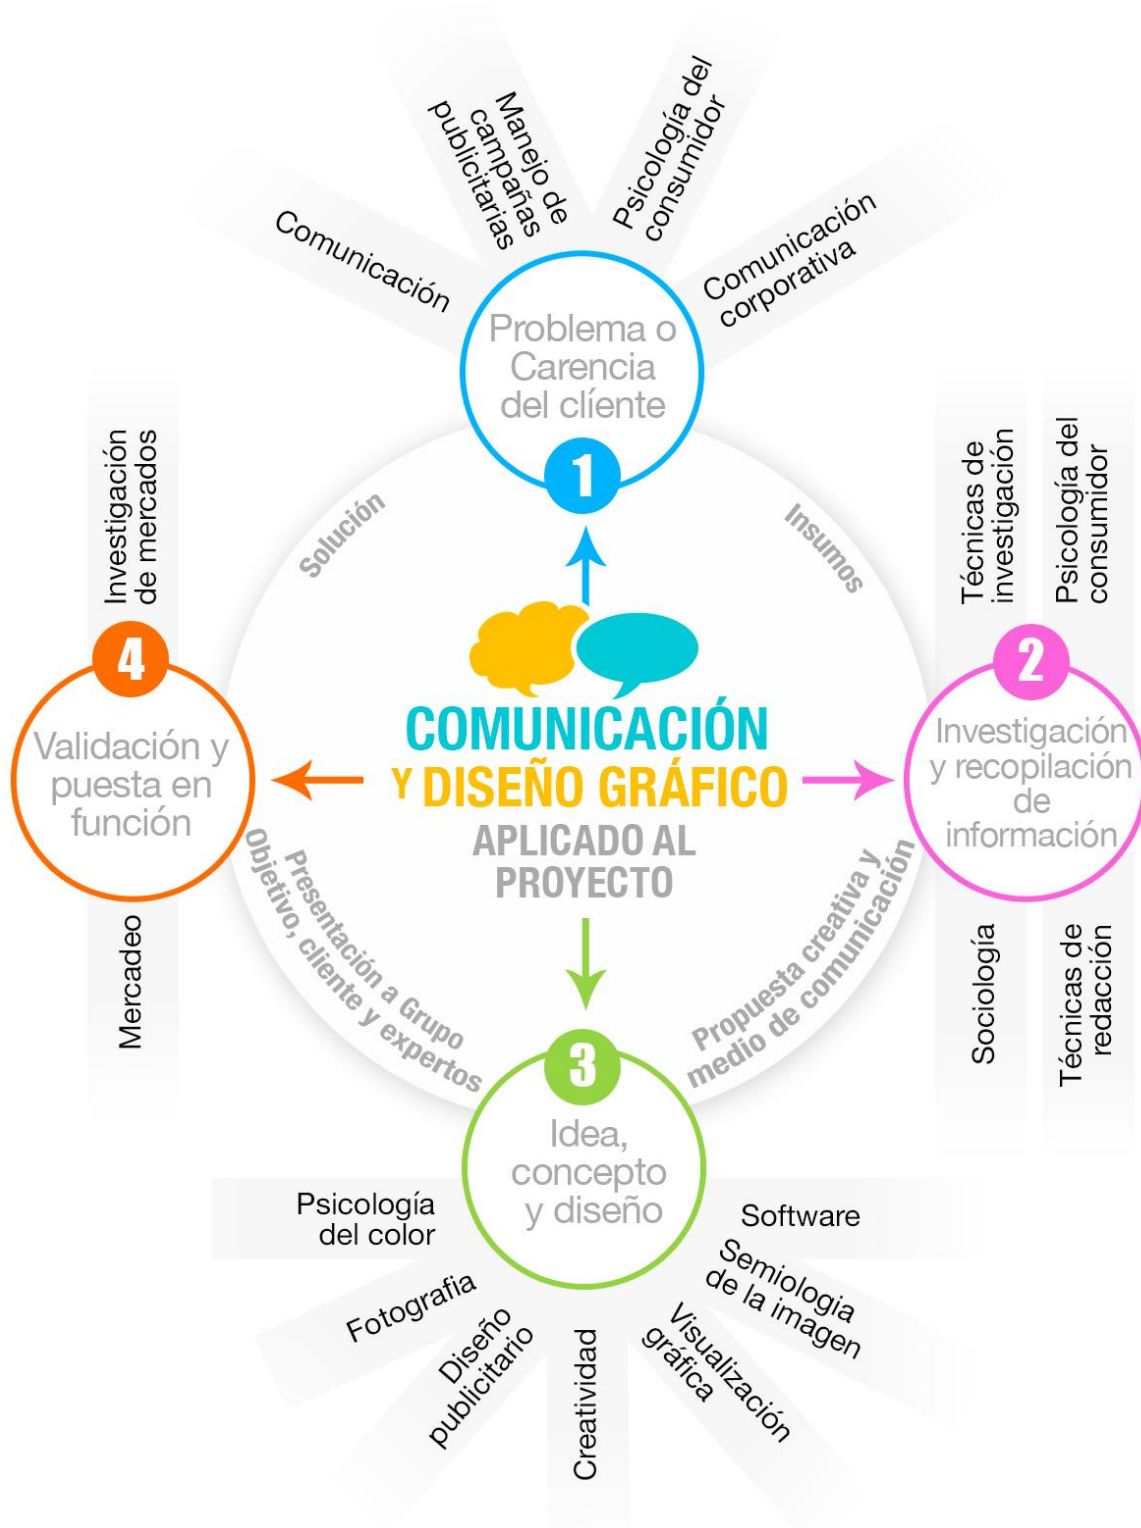 Comunicación
Manejo de
campañas
publicitarias
Psicología del
consumidor
Comunicación
corporativa
Problema o
Carencia
del clíente
1
Solución
Insumos
Investigación
de mercados
Técnicas de
investigación
Psicología del
consumidor
4
Validación y
puesta en
función
COMUNICACIÓN
Y DISEÑO GRÁFICO
APLICADO AL
PROYECTO
2
Investigación
y recopilación
de
información
Mercadeo
Presentación a Grupo
Objetivo, cliente y expertos
Propuesta creativa y
medio de comunicación
Sociología
Técnicas de
redacción
3
Idea,
concepto
y diseño
Psicología
del color
Fotografia
Diseño
publicitario
Creatividad
Visualización
gráfica
Semiologia
de la imagen
Software